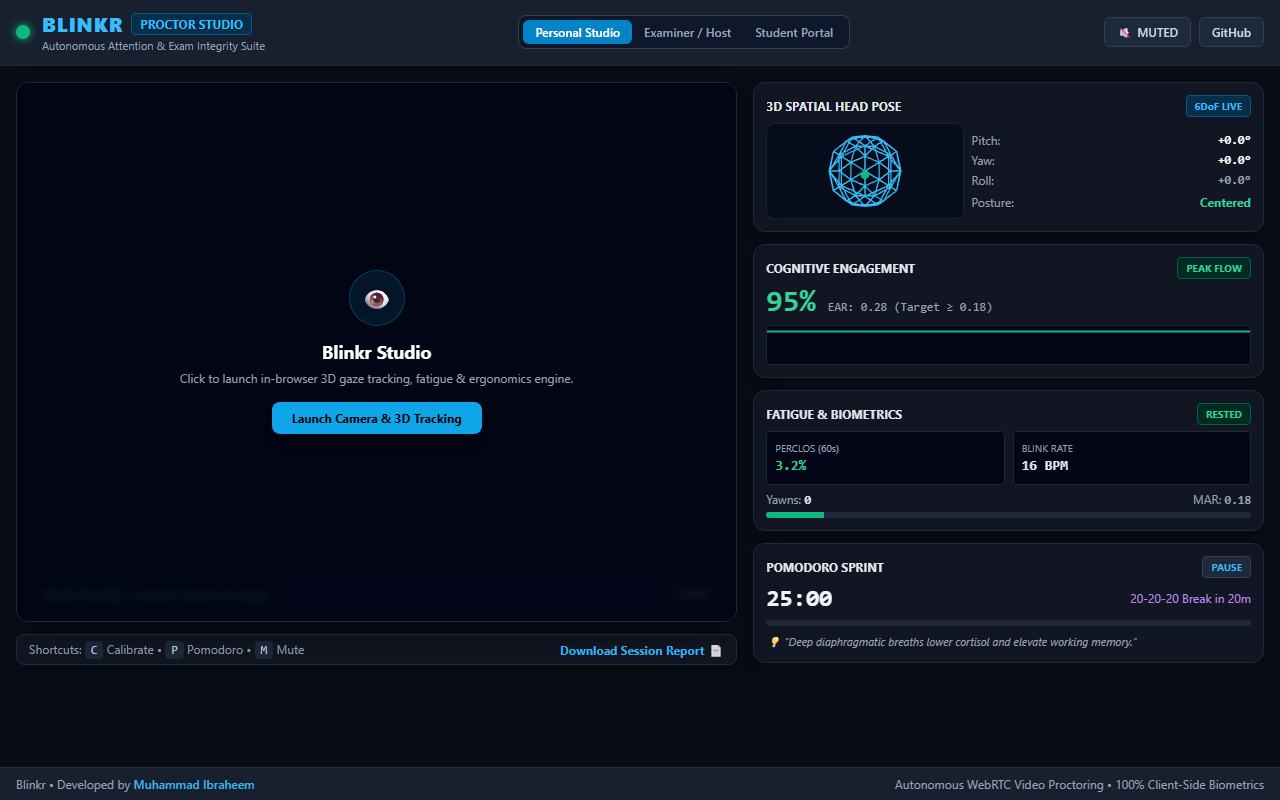 BLINKR PROCTOR STUDIO
Autonomous Attention & Exam Integrity Suite
Personal Studio Examiner / Host Student Portal
MUTED GitHub
Blinkr Studio
Click to launch in-browser 3D gaze tracking, fatigue & ergonomics engine.
Launch Camera & 3D Tracking
Shortcuts: C Calibrate • P Pomodoro • M Mute
Download Session Report
3D SPATIAL HEAD POSE 6DoF LIVE
Pitch: +0.0°
Yaw: +0.0°
Roll: +0.0°
Posture: Centered
COGNITIVE ENGAGEMENT PEAK FLOW
95% EAR: 0.28 (Target ≥ 0.18)
FATIGUE & BIOMETRICS RESTED
PERCLOS (60s)
3.2%
BLINK RATE
16 BPM
Yawns: 0 MAR: 0.18
POMODORO SPRINT PAUSE
25:00 20-20-20 Break in 20m
"Deep diaphragmatic breaths lower cortisol and elevate working memory."
Blinkr • Developed by Muhammad Ibraheem
Autonomous WebRTC Video Proctoring • 100% Client-Side Biometrics